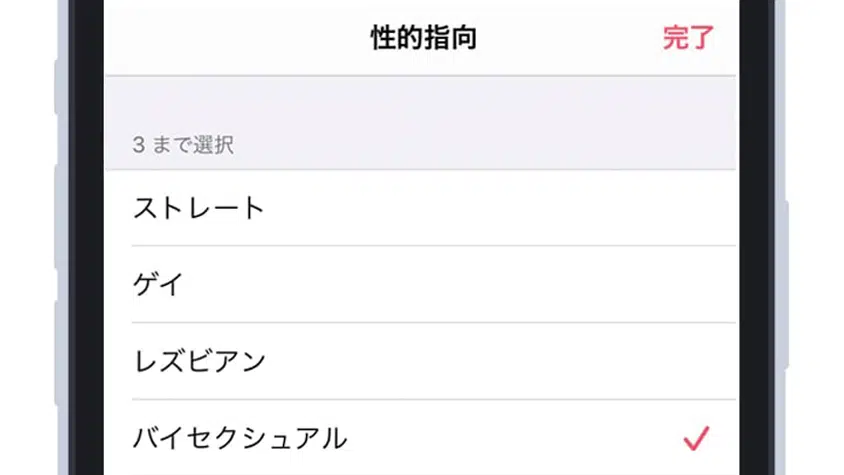 性的指向 完了
3 まで選択
ストレート
ゲイ
レズビアン
バイセクシュアル